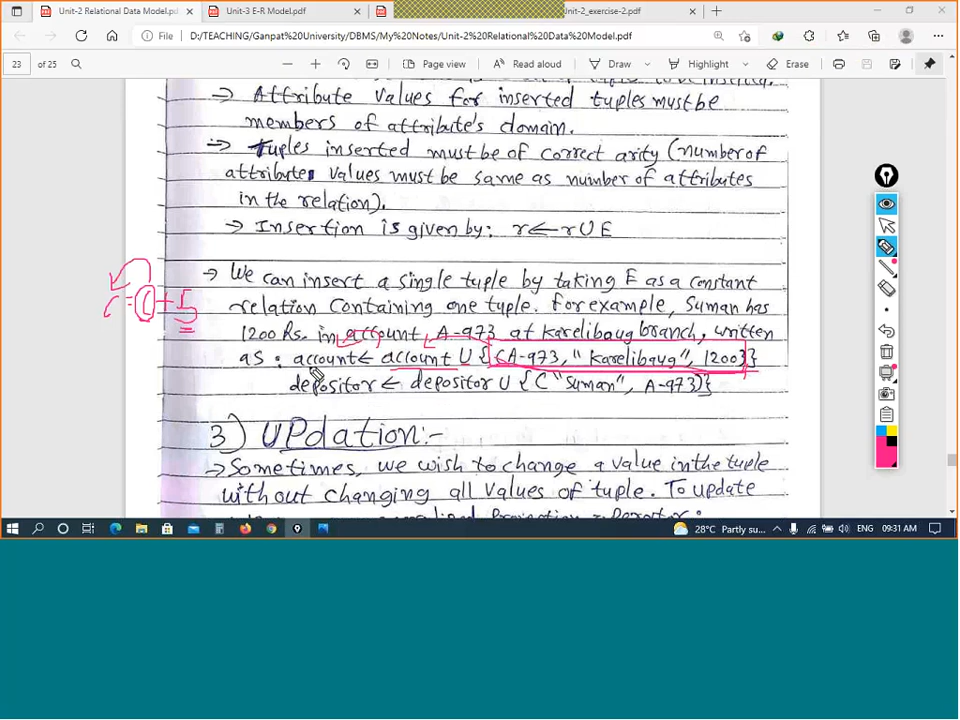 Unit-2 Relational Data Model.pd
Unit-3 E-R Model.pdf
Unit-2_exercise-2.pdf
File
D:/TEACHING/Ganpat%20University/DBMS/My%20Notes/Unit-2%20Relational%20Data%20Model.pdf
23 of 25
Page view
Read aloud
Draw
Highlight
Erase
→ Attribute values for inserted tuples must be
members of attribute's domain.
→ tuples inserted must be of correct arity (number of
attributes values must be same as number of attributes
in the relation).
→ Insertion is given by: r← r U E
→ We can insert a single tuple by taking E as a constant
relation containing one tuple. For example, Suman has
1200 Rs. in account A-973 at Karelibaug branch, written
as : account← account U { (A-973, "Karelibaug", 1200)}
depositor ← depositor U { ( "Suman", A-973)}
3) UPdation:-
→ Sometimes, we wish to change a value in the tuple
without changing all values of tuple. To update
28°C Partly su...
ENG
09:31 AM